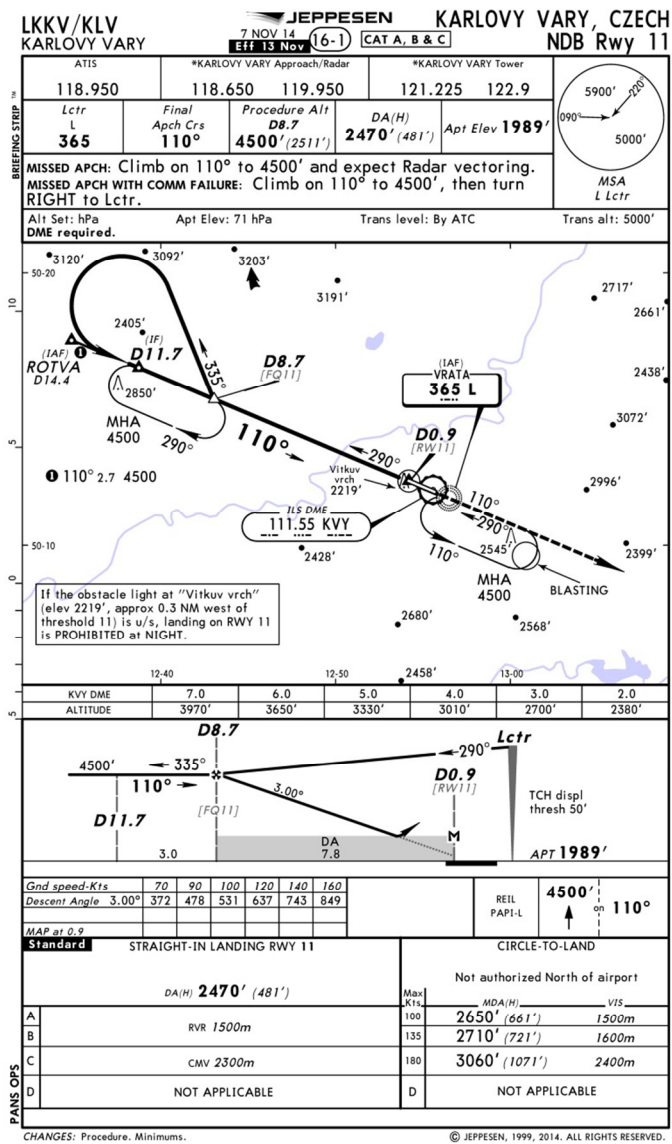 LKKV/KLV
KARLOVY VARY
JEPPESEN
7 NOV 14
Eff 13 Nov
16-1
CAT A, B & C
KARLOVY VARY, CZECH
NDB Rwy 11
BRIEFING STRIP TM
ATIS
118.950
*KARLOVY VARY Approach/Radar
118.650 119.950
*KARLOVY VARY Tower
121.225 122.9
Lctr
L
365
Final
Apch Crs
110°
Procedure Alt
D8.7
4500' (2511')
DA(H)
2470' (481')
Apt Elev 1989'
5900'
220°
090°
5000'
MSA
L Lctr
MISSED APCH: Climb on 110° to 4500' and expect Radar vectoring.
MISSED APCH WITH COMM FAILURE: Climb on 110° to 4500', then turn
RIGHT to Lctr.
Alt Set: hPa Apt Elev: 71 hPa Trans level: By ATC Trans alt: 5000'
DME required.
3120'
3092'
3203'
50-20
3191'
2717'
2661'
10
2405'
(IAF) 1
ROTVA
D14.4
(IF)
D11.7
335°
D8.7
[FQ11]
2850'
MHA
4500
290°
(IAF)
VRATA
365 L
2438'
3072'
5
110°
290°
D0.9
[RW11]
Vitkuv
vrch
2219'
1 110° 2.7 4500
2996'
ILS DME
111.55 KVY
110°
290°
2545'
110°
MHA
4500
2399'
50-10
2428'
BLASTING
0
If the obstacle light at "Vitkuv vrch"
(elev 2219', approx 0.3 NM west of
threshold 11) is u/s, landing on RWY 11
is PROHIBITED at NIGHT.
2680'
2568'
12-40
12-50
2458'
13-00
5
KVY DME 7.0 6.0 5.0 4.0 3.0 2.0
ALTITUDE 3970' 3650' 3330' 3010' 2700' 2380'
D8.7
Lctr
4500'
335°
290°
110°
D0.9
[RW11]
3.00°
[FQ11]
TCH displ
thresh 50'
D11.7
M
DA
3.0
7.8
APT 1989'
Gnd speed-Kts 70 90 100 120 140 160
Descent Angle 3.00° 372 478 531 637 743 849
MAP at 0.9
REIL
PAPI-L
4500'
on 110°
Standard STRAIGHT-IN LANDING RWY 11
CIRCLE-TO-LAND
Not authorized North of airport
DA(H) 2470' (481')
Max
Kts
MDA(H) VIS
A
B
RVR 1500m
C
CMV 2300m
D
NOT APPLICABLE
100 2650' (661') 1500m
135 2710' (721') 1600m
180 3060' (1071') 2400m
D NOT APPLICABLE
PANS OPS
CHANGES: Procedure. Minimums.
© JEPPESEN, 1999, 2014. ALL RIGHTS RESERVED.